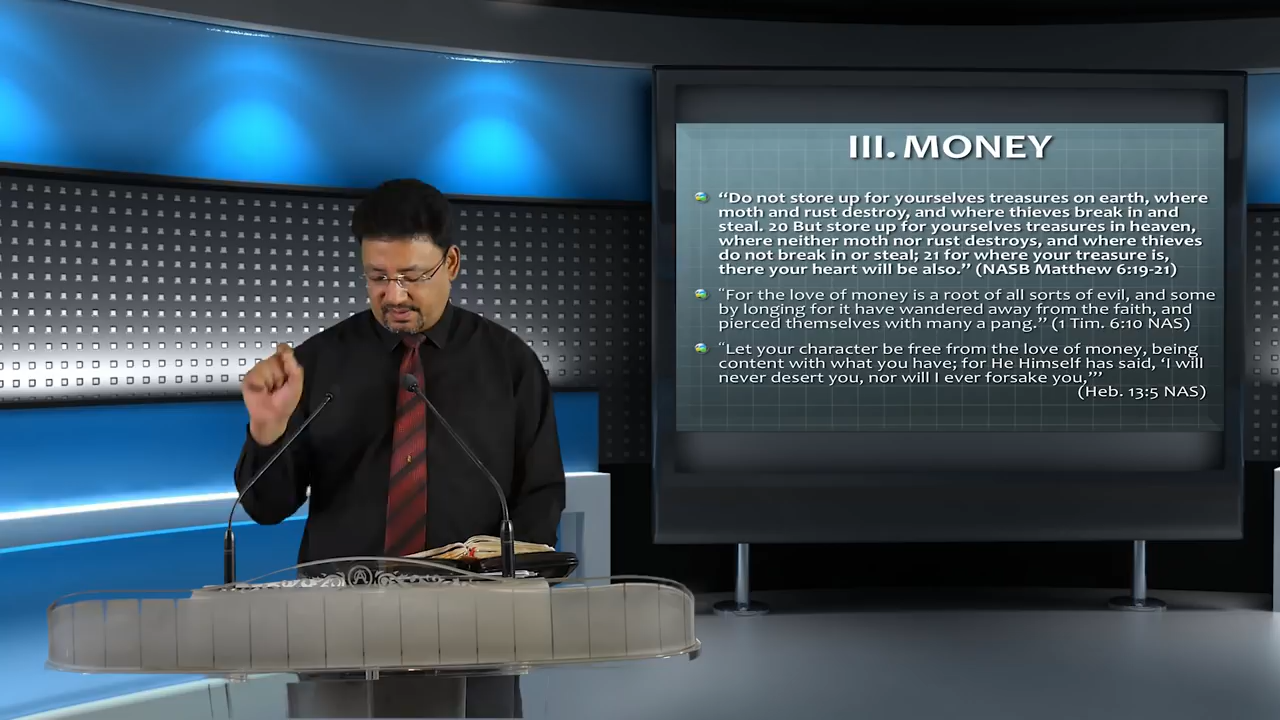 III. MONEY
“Do not store up for yourselves treasures on earth, where
moth and rust destroy, and where thieves break in and
steal. 20 But store up for yourselves treasures in heaven,
where neither moth nor rust destroys, and where thieves
do not break in or steal; 21 for where your treasure is,
there your heart will be also.” (NASB Matthew 6:19-21)
“For the love of money is a root of all sorts of evil, and some
by longing for it have wandered away from the faith, and
pierced themselves with many a pang.” (1 Tim. 6:10 NAS)
“Let your character be free from the love of money, being
content with what you have; for He Himself has said, ‘I will
never desert you, nor will I ever forsake you,’”
(Heb. 13:5 NAS)